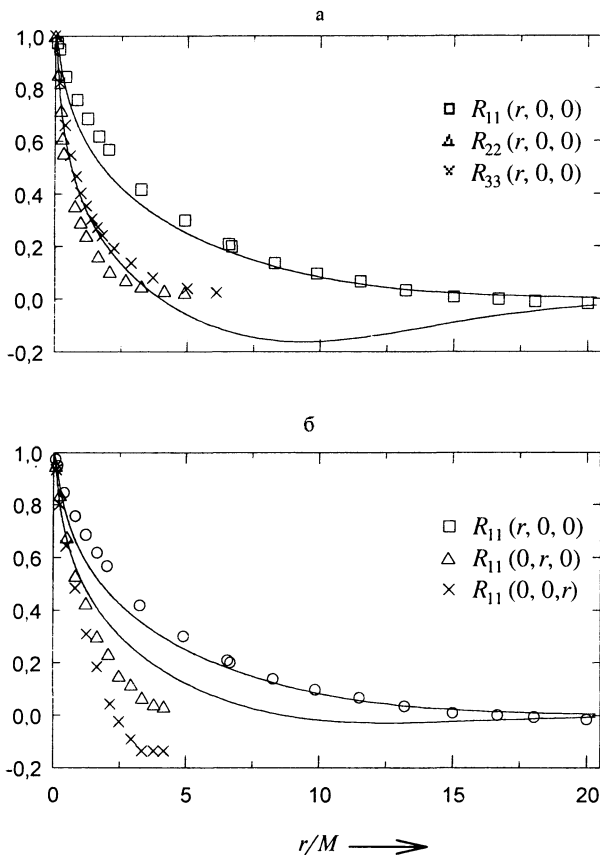 а
1,0
0,8
0,6
0,4
0,2
0,0
-0,2
□ R₁₁(r, 0, 0)
△ R₂₂(r, 0, 0)
× R₃₃(r, 0, 0)
б
1,0
0,8
0,6
0,4
0,2
0,0
-0,2
□ R₁₁(r, 0, 0)
△ R₁₁(0, r, 0)
× R₁₁(0, 0, r)
0 5 10 15 20
r/M